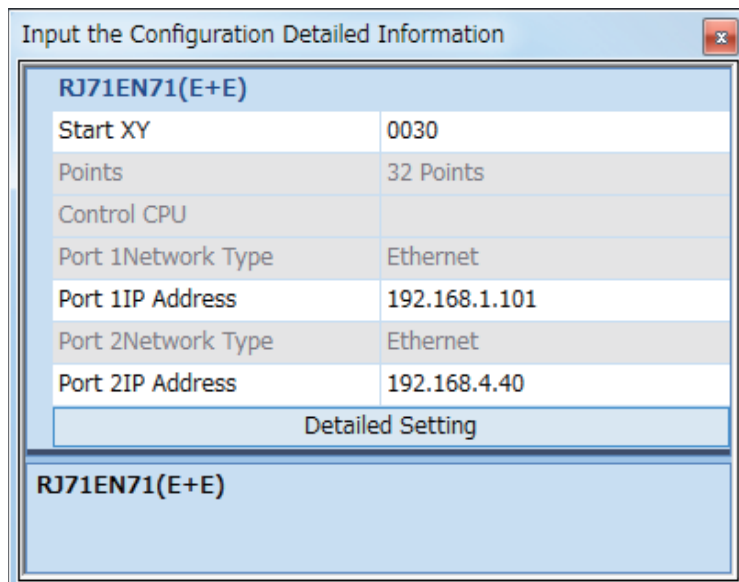 Input the Configuration Detailed Information
x
RJ71EN71(E+E)
Start XY 0030
Points 32 Points
Control CPU
Port 1Network Type Ethernet
Port 1IP Address 192.168.1.101
Port 2Network Type Ethernet
Port 2IP Address 192.168.4.40
Detailed Setting
RJ71EN71(E+E)